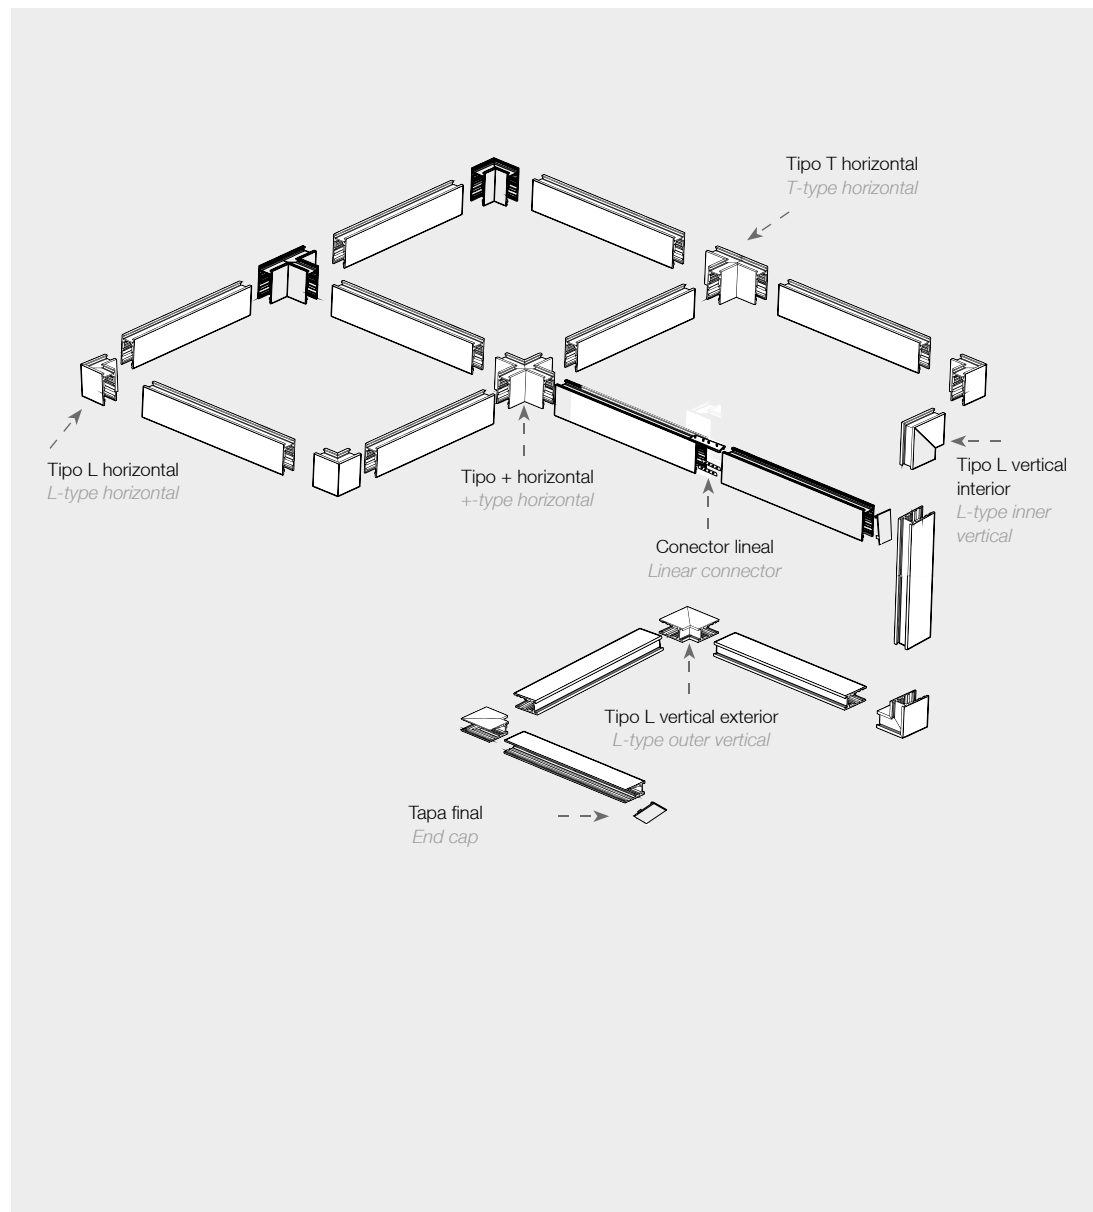 Tipo T horizontal
T-type horizontal
Tipo L horizontal
L-type horizontal
Tipo + horizontal
+-type horizontal
Tipo L vertical
interior
L-type inner
vertical
Conector lineal
Linear connector
Tipo L vertical exterior
L-type outer vertical
Tapa final
End cap